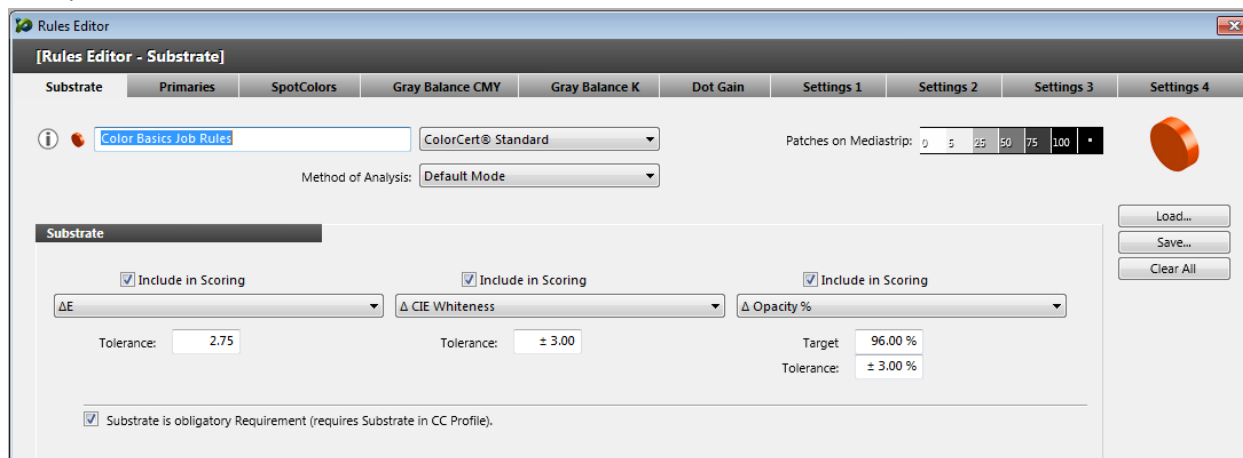 Rules Editor
[Rules Editor - Substrate]
Substrate Primaries SpotColors Gray Balance CMY Gray Balance K Dot Gain Settings 1 Settings 2 Settings 3 Settings 4
Color Basics Job Rules ColorCert® Standard Patches on Mediastrip: 0 5 25 50 75 100 *
Method of Analysis: Default Mode
Load...
Substrate
Save...
Clear All
Include in Scoring Include in Scoring Include in Scoring
ΔE Δ CIE Whiteness Δ Opacity %
Tolerance: 2.75 Tolerance: ± 3.00 Target 96.00 %
Tolerance: ± 3.00 %
Substrate is obligatory Requirement (requires Substrate in CC Profile).